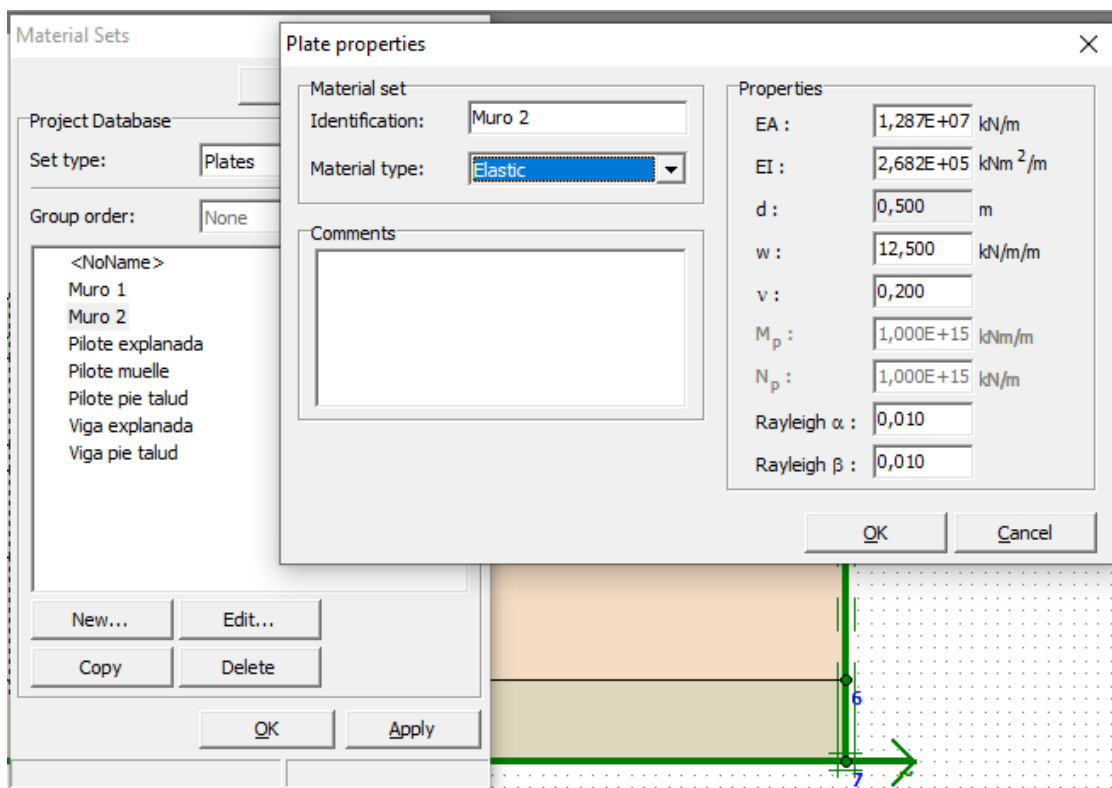 Material Sets
Project Database
Set type: Plates
Group order: None
<NoName>
Muro 1
Muro 2
Pilote explanada
Pilote muelle
Pilote pie talud
Viga explanada
Viga pie talud
New... Edit...
Copy Delete
OK Apply
Plate properties
Material set
Identification: Muro 2
Material type: Elastic
Comments
Properties
EA : 1,287E+07 kN/m
EI : 2,682E+05 kNm²/m
d : 0,500 m
w : 12,500 kN/m/m
ν : 0,200
Mp : 1,000E+15 kNm/m
Np : 1,000E+15 kN/m
Rayleigh α : 0,010
Rayleigh β : 0,010
OK Cancel
6
7